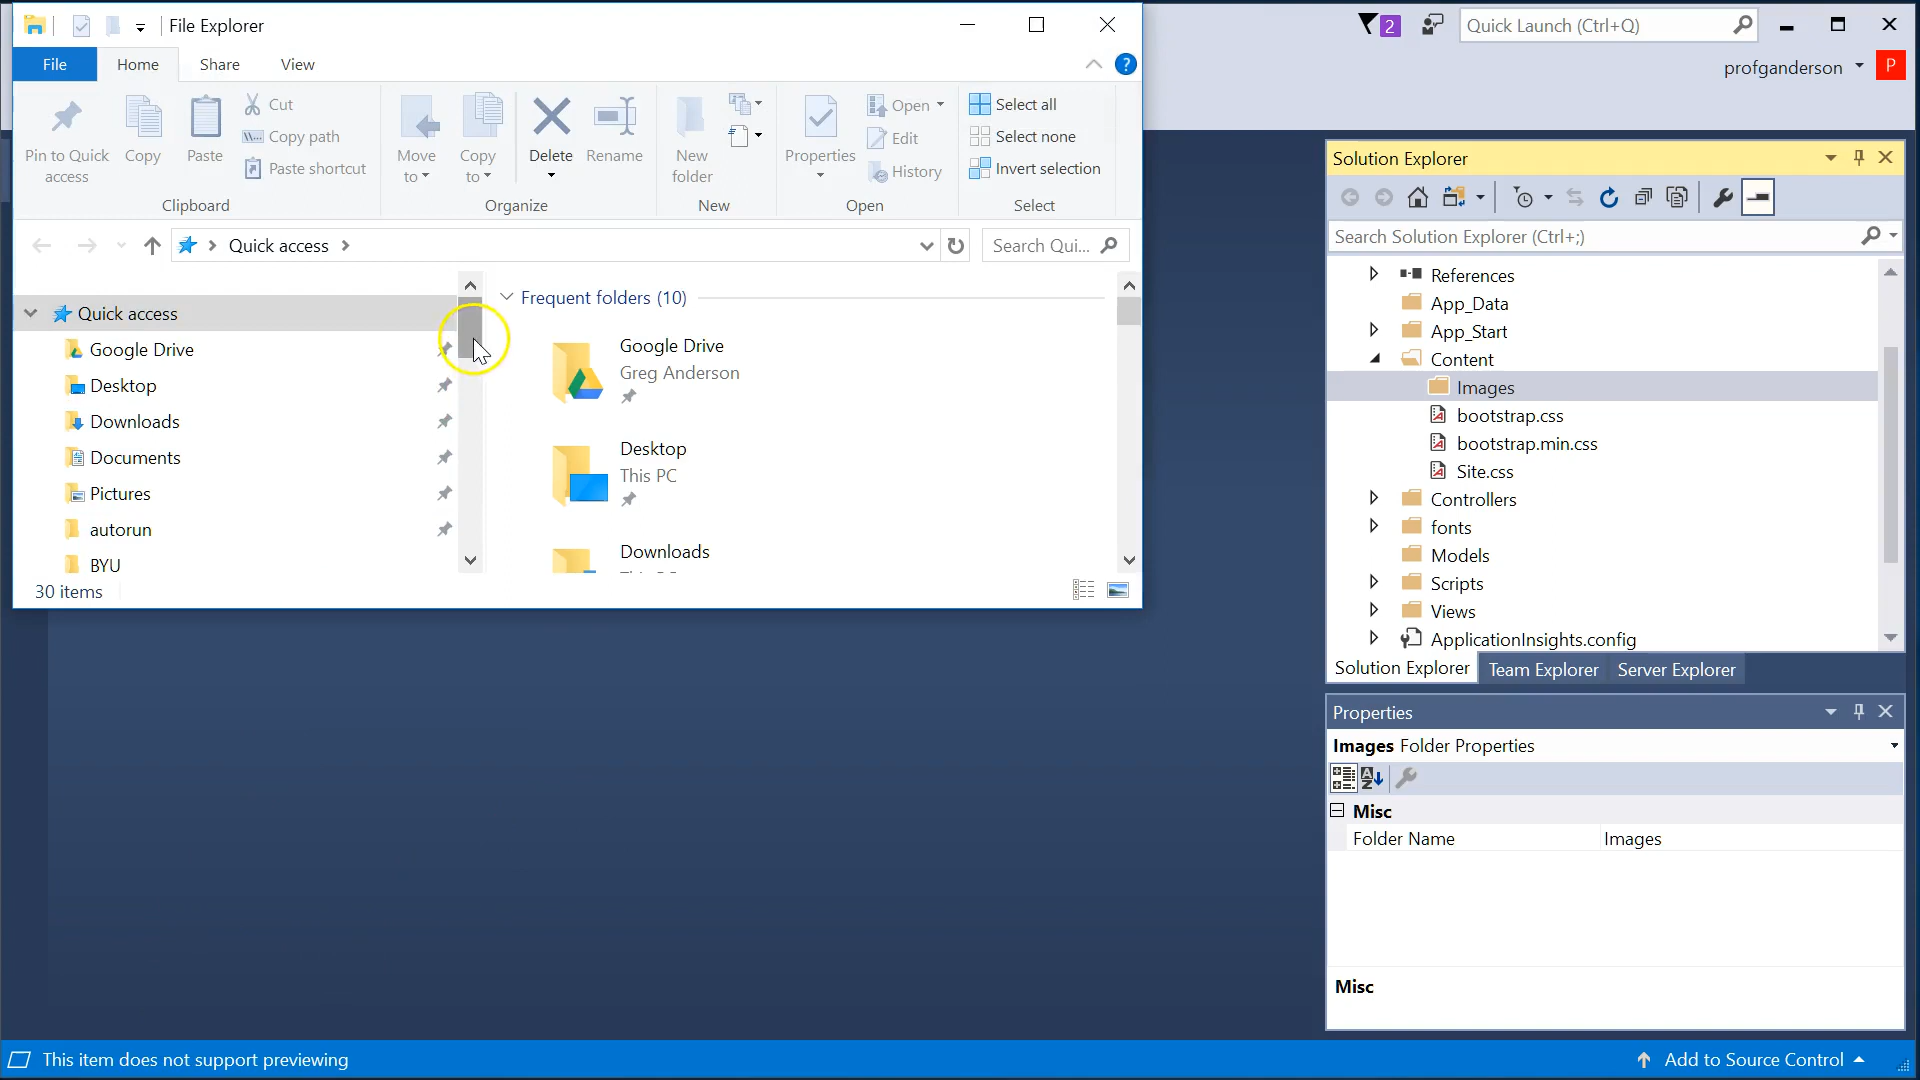 File Explorer
File
Home
Share
View
?
Pin to Quick access
Copy
Paste
Cut
Copy path
Paste shortcut
Clipboard
Move to
Copy to
Delete
Rename
Organize
New folder
New
Properties
Open
Edit
History
Open
Select all
Select none
Invert selection
Select
Quick access
Search Qui...
Quick access
Google Drive
Desktop
Downloads
Documents
Pictures
autorun
BYU
Frequent folders (10)
Google Drive
Greg Anderson
Desktop
This PC
Downloads
30 items
2
Quick Launch (Ctrl+Q)
profganderson
P
Solution Explorer
Search Solution Explorer (Ctrl+;)
References
App_Data
App_Start
Content
Images
bootstrap.css
bootstrap.min.css
Site.css
Controllers
fonts
Models
Scripts
Views
ApplicationInsights.config
Solution Explorer
Team Explorer
Server Explorer
Properties
Images Folder Properties
Misc
Folder Name Images
Misc
This item does not support previewing
Add to Source Control